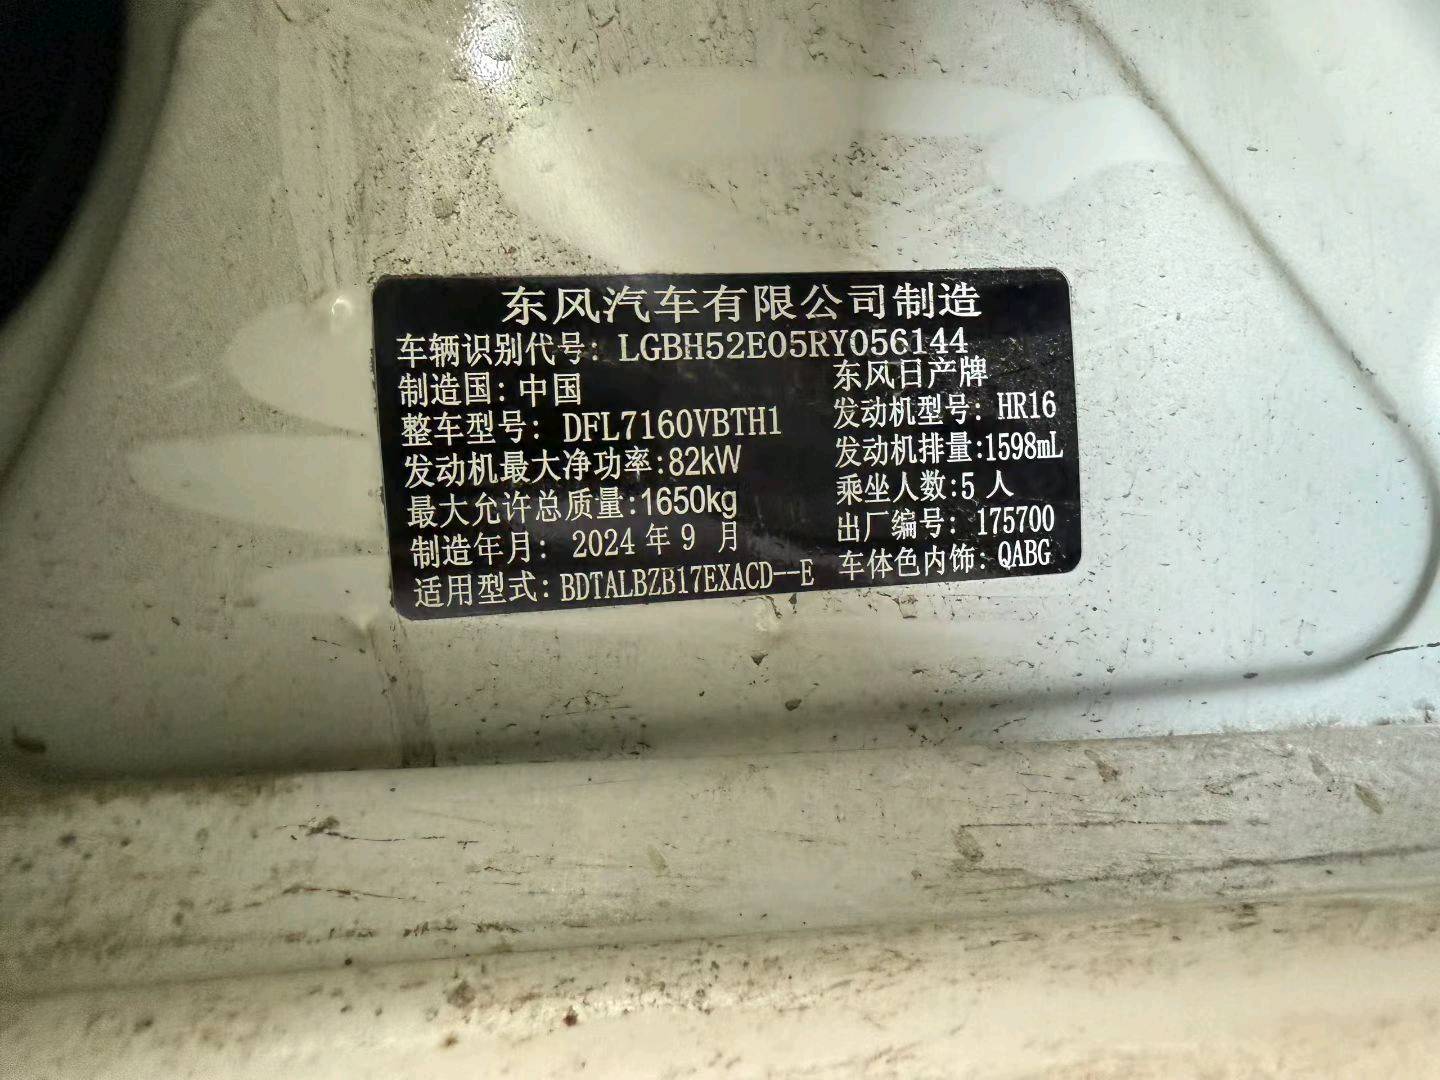 东风汽车有限公司制造
车辆识别代号: LGBH52E05RY056144
制造国: 中国 东风日产牌
整车型号: DFL7160VBTH1 发动机型号: HR16
发动机最大净功率:82kW 发动机排量:1598mL
最大允许总质量:1650kg 乘坐人数:5 人
制造年月: 2024 年 9 月 出厂编号: 175700
适用型式: BDTALBZB17EXACD--E 车体色内饰: QABG